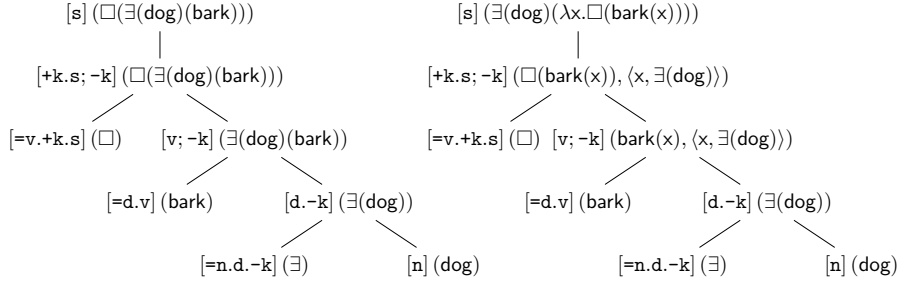 [s] (□(∃(dog)(bark))) [s] (∃(dog)(λx.□(bark(x))))
[+k.s; -k] (□(∃(dog)(bark))) [+k.s; -k] (□(bark(x)), ⟨x, ∃(dog)⟩)
[=v.+k.s] (□) [v; -k] (∃(dog)(bark)) [=v.+k.s] (□) [v; -k] (bark(x), ⟨x, ∃(dog)⟩)
[=d.v] (bark) [d.-k] (∃(dog)) [=d.v] (bark) [d.-k] (∃(dog))
[=n.d.-k] (∃) [n] (dog) [=n.d.-k] (∃) [n] (dog)